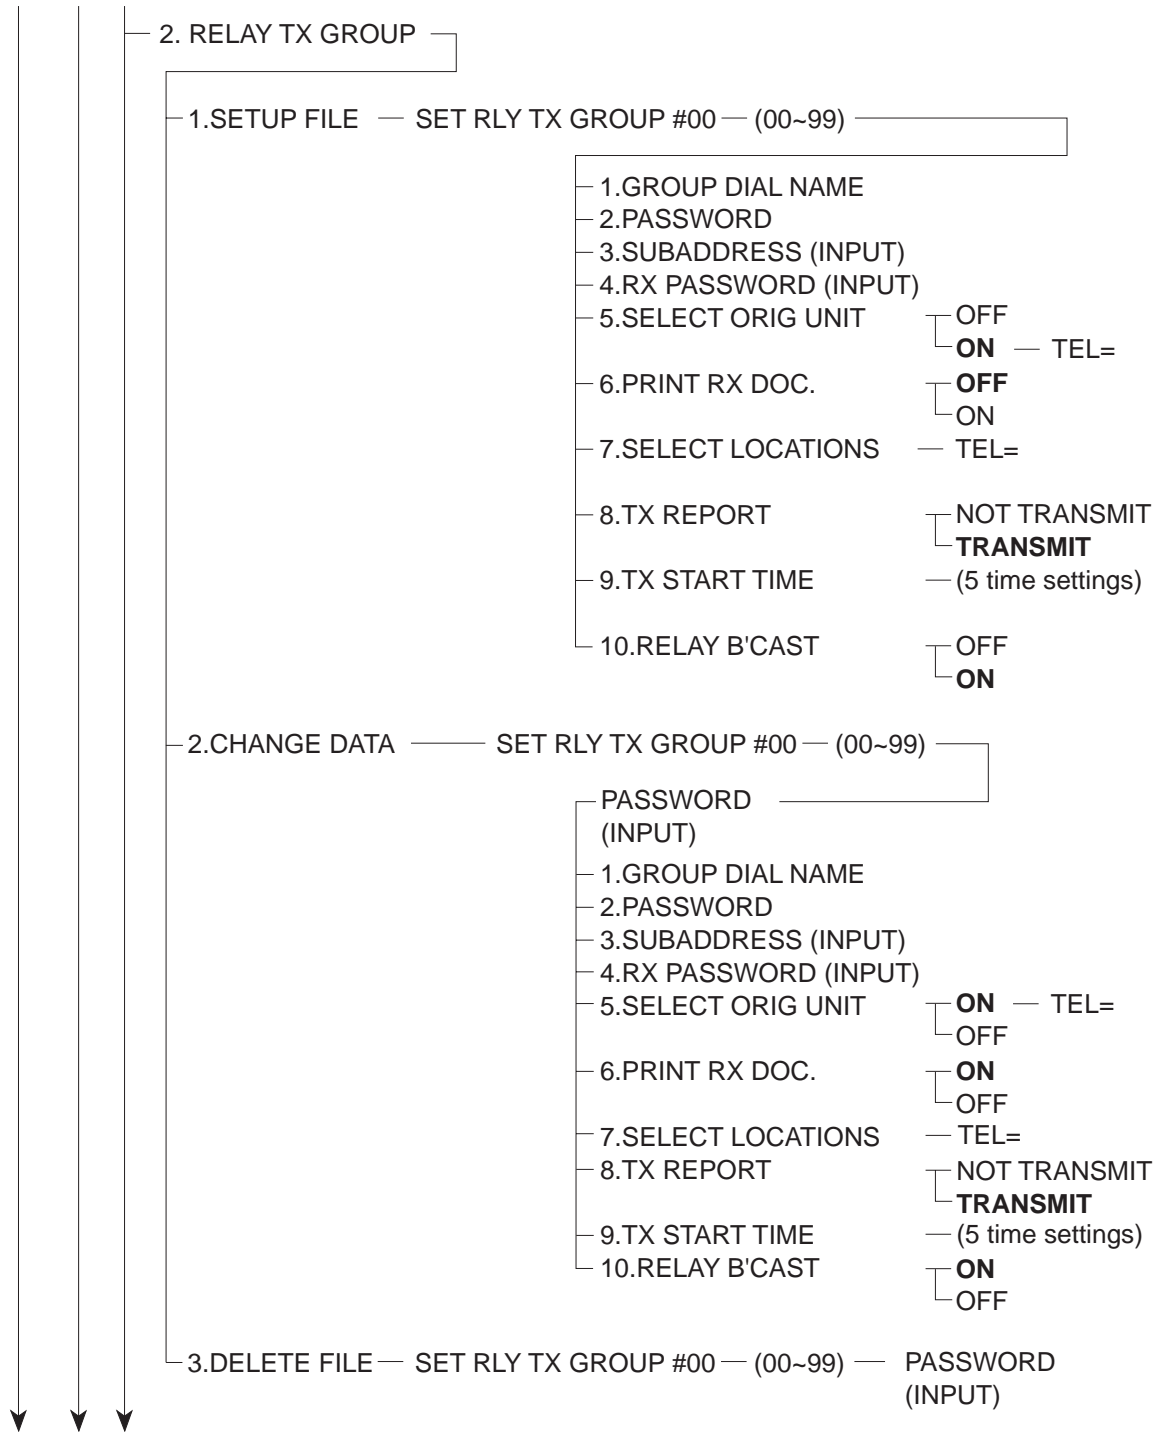 2. RELAY TX GROUP
1.SETUP FILE SET RLY TX GROUP #00 (00~99)
1.GROUP DIAL NAME
2.PASSWORD
3.SUBADDRESS (INPUT)
4.RX PASSWORD (INPUT)
5.SELECT ORIG UNIT OFF
ON TEL=
6.PRINT RX DOC. OFF
ON
7.SELECT LOCATIONS TEL=
8.TX REPORT NOT TRANSMIT
TRANSMIT
9.TX START TIME (5 time settings)
10.RELAY B'CAST OFF
ON
2.CHANGE DATA SET RLY TX GROUP #00 (00~99)
PASSWORD
(INPUT)
1.GROUP DIAL NAME
2.PASSWORD
3.SUBADDRESS (INPUT)
4.RX PASSWORD (INPUT)
5.SELECT ORIG UNIT ON TEL=
OFF
6.PRINT RX DOC. ON
OFF
7.SELECT LOCATIONS TEL=
8.TX REPORT NOT TRANSMIT
TRANSMIT
9.TX START TIME (5 time settings)
10.RELAY B'CAST ON
OFF
3.DELETE FILE SET RLY TX GROUP #00 (00~99) PASSWORD
(INPUT)